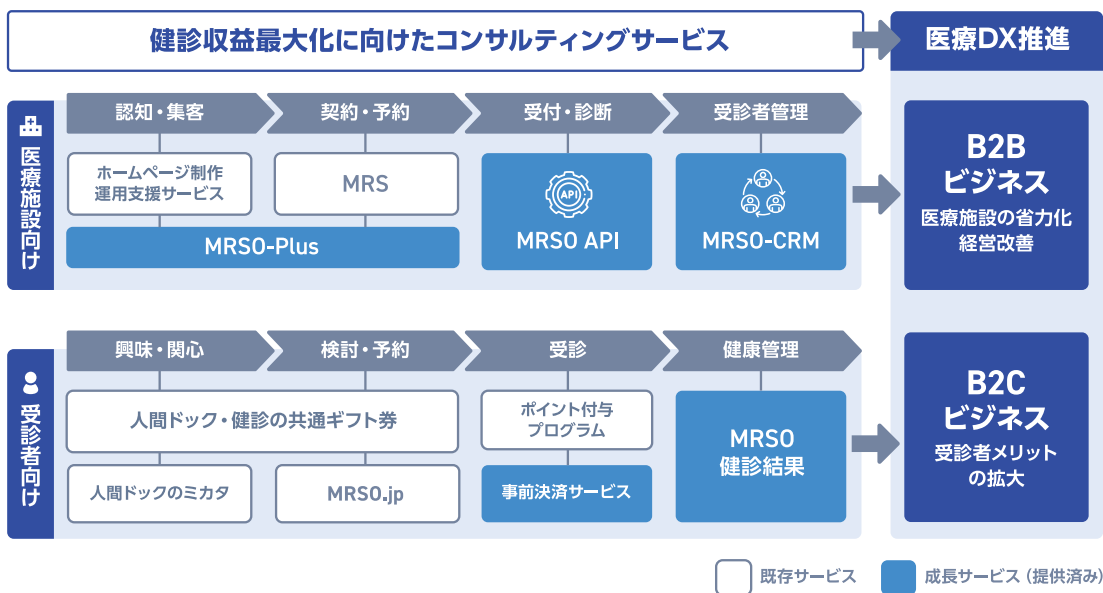 健診収益最大化に向けたコンサルティングサービス
医療DX推進
医療施設向け
認知・集客
契約・予約
受付・診断
受診者管理
ホームページ制作
運用支援サービス
MRS
MRSO-Plus
API
MRSO API
MRSO-CRM
B2B
ビジネス
医療施設の省力化
経営改善
受診者向け
興味・関心
検討・予約
受診
健康管理
人間ドック・健診の共通ギフト券
人間ドックのミカタ
MRSO.jp
ポイント付与
プログラム
事前決済サービス
MRSO
健診結果
B2C
ビジネス
受診者メリット
の拡大
既存サービス
成長サービス（提供済み）